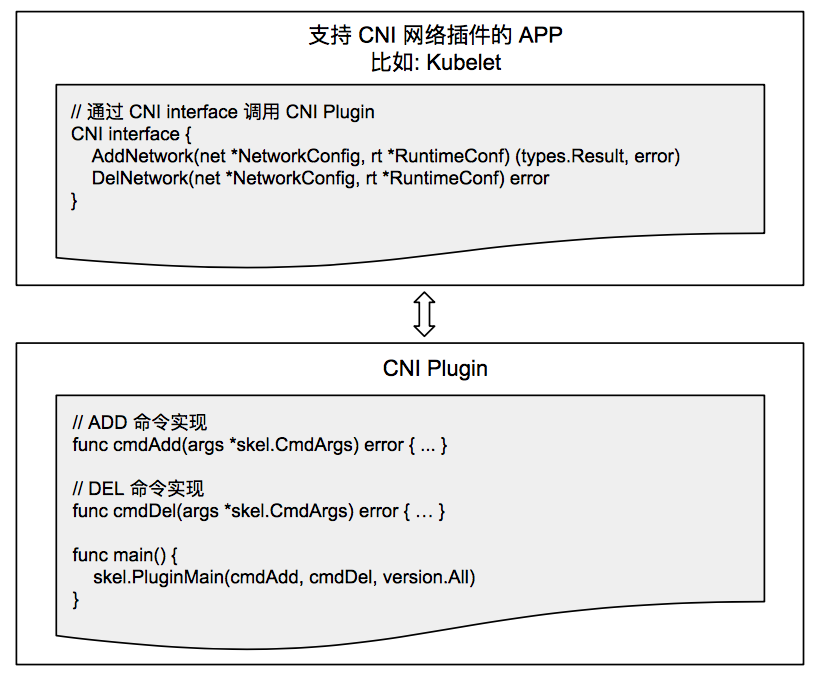 支持 CNI 网络插件的 APP
比如: Kubelet
// 通过 CNI interface 调用 CNI Plugin
CNI interface {
AddNetwork(net *NetworkConfig, rt *RuntimeConf) (types.Result, error)
DelNetwork(net *NetworkConfig, rt *RuntimeConf) error
}
CNI Plugin
// ADD 命令实现
func cmdAdd(args *skel.CmdArgs) error { ... }
// DEL 命令实现
func cmdDel(args *skel.CmdArgs) error { … }
func main() {
skel.PluginMain(cmdAdd, cmdDel, version.All)
}